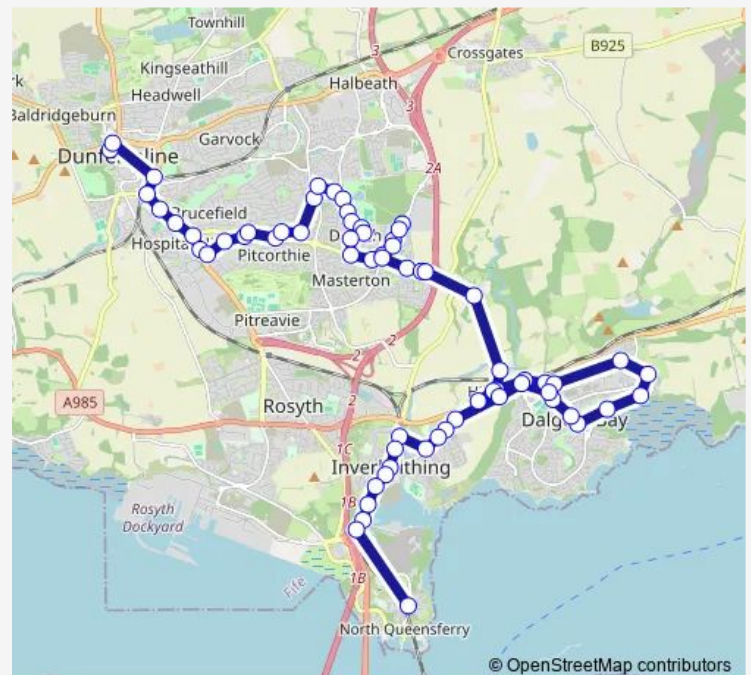 Townhill
Crossgates
B925
Kingseathill
Halbeath
3
Headwell
3
Baldridgeburn
Garvock
2A
Brucefield
Pitcorthie
Masterton
Pitreavie
2
2
2
A985
Rosyth
1C
1B
Rosyth
Dockyard
Fife
1B
North Queensferry
© OpenStreetMap contributors